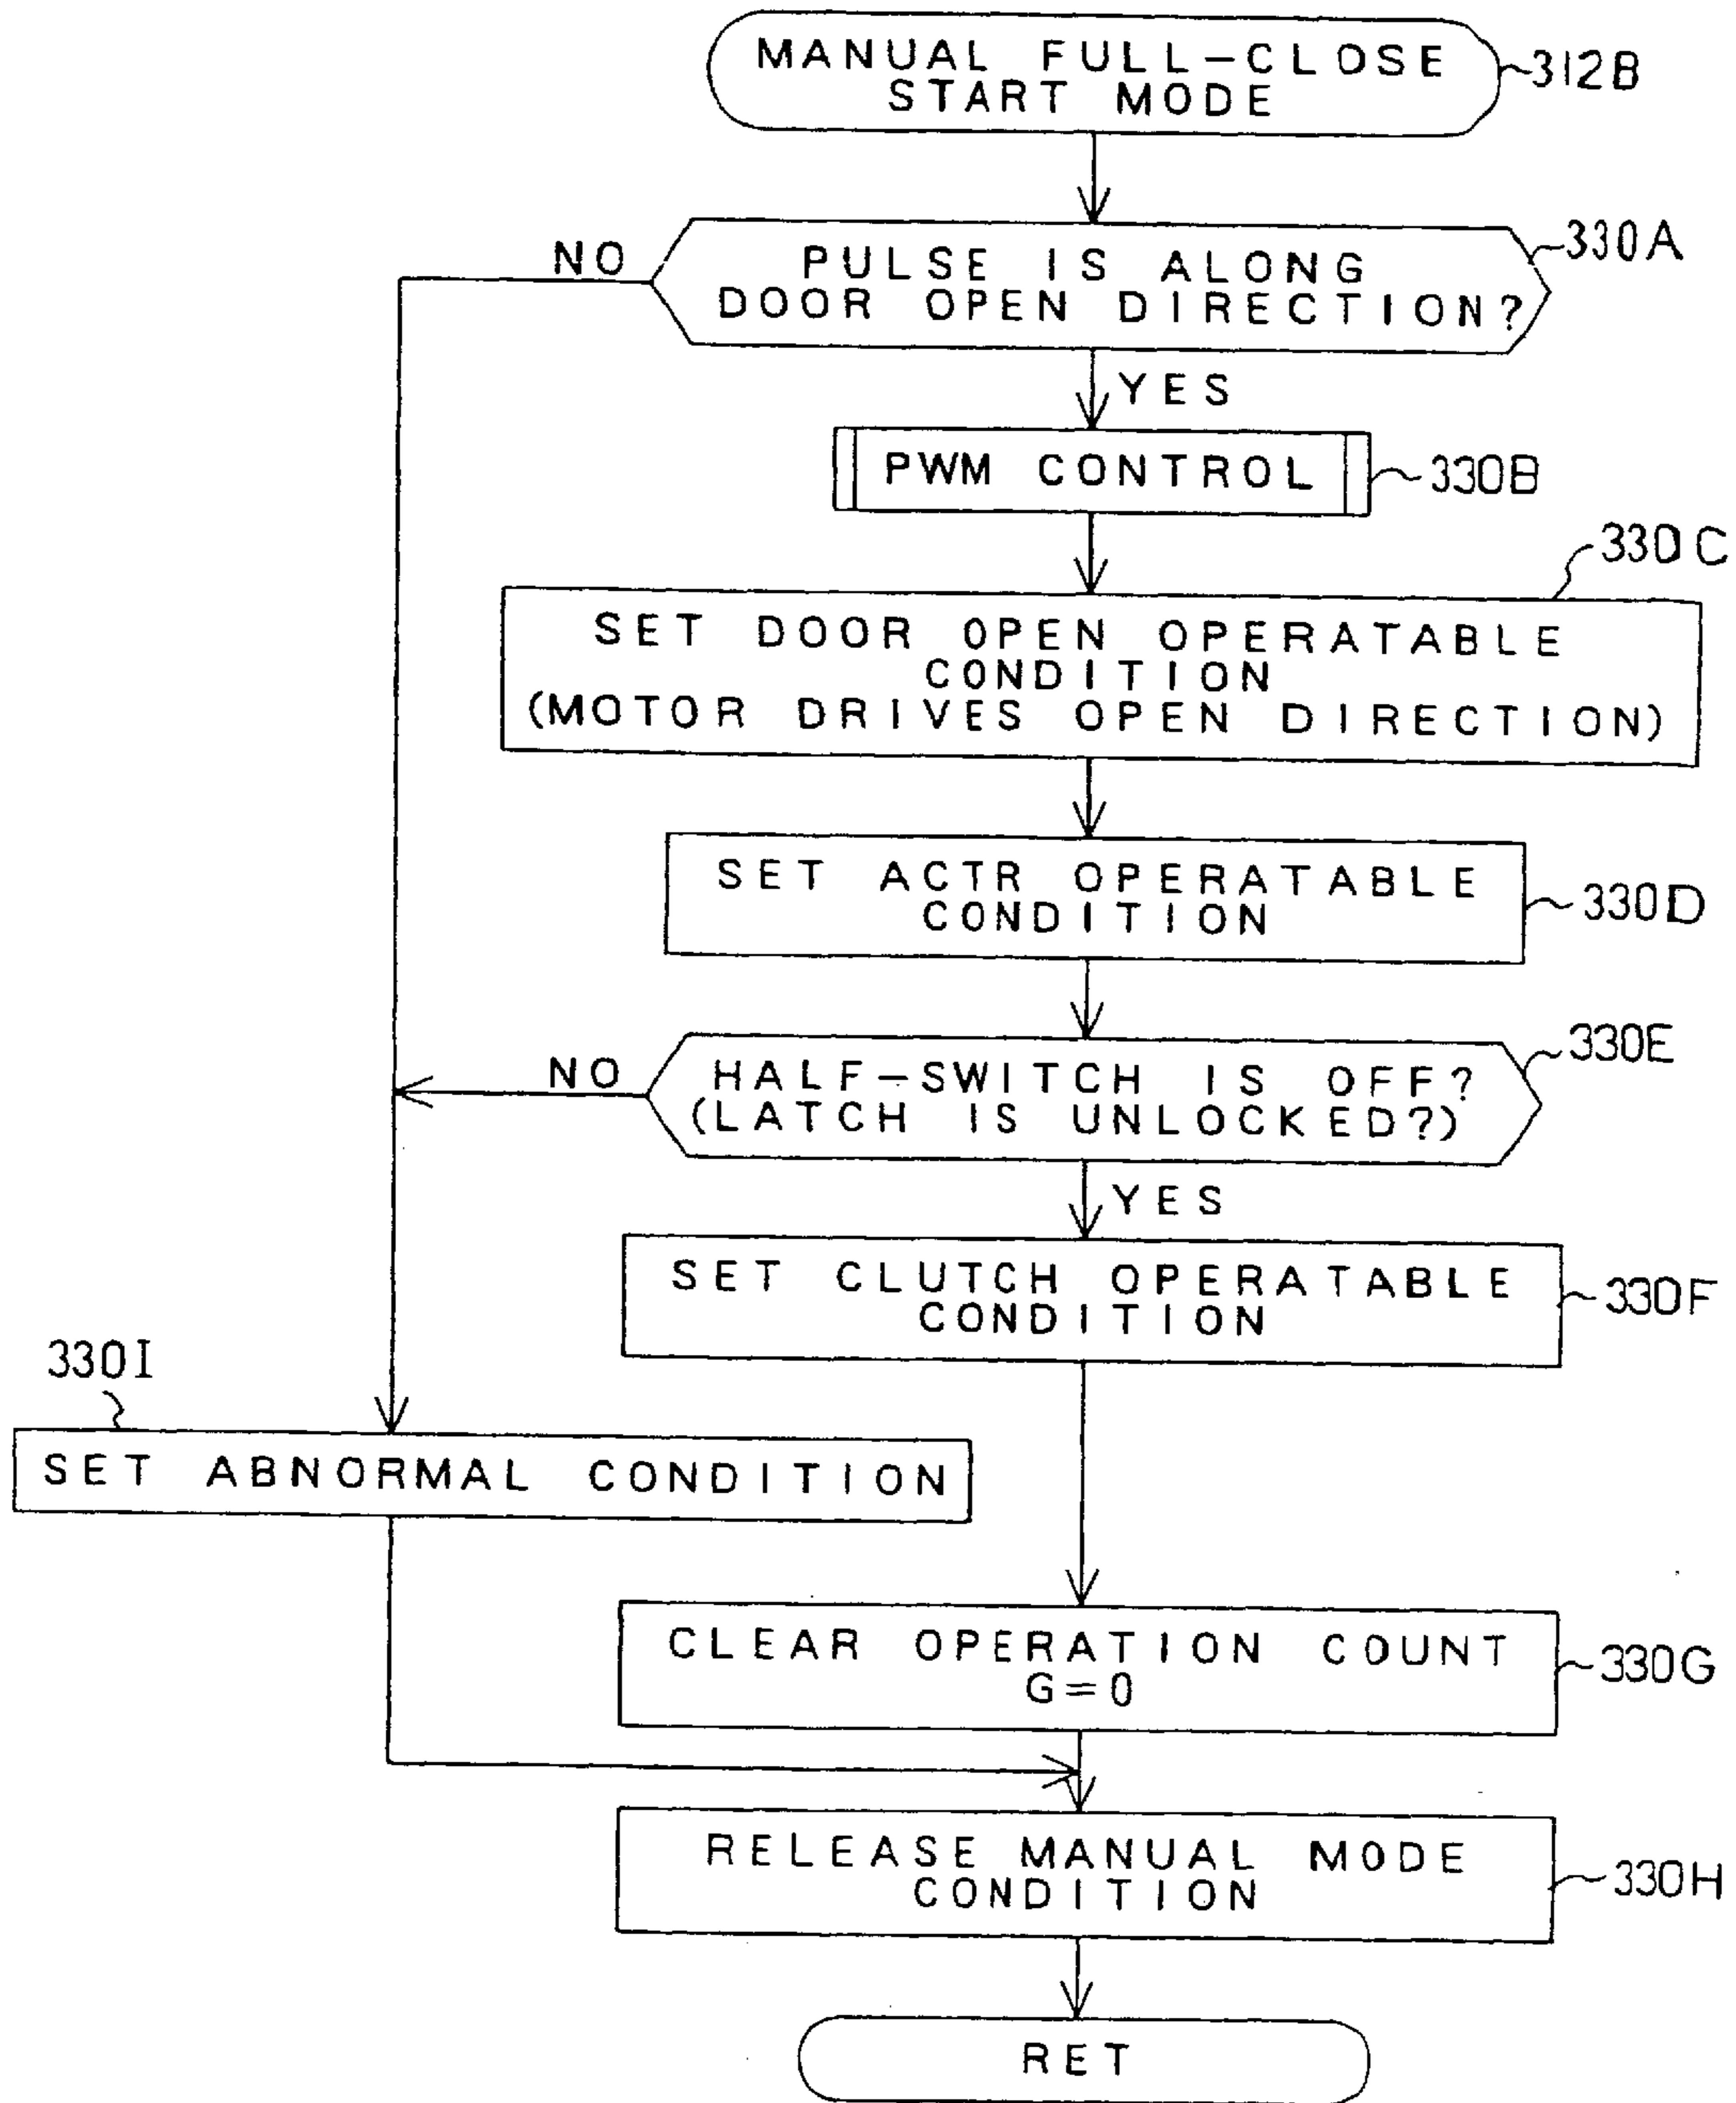 MANUAL FULL-CLOSE
START MODE
312B
330A
NO
PULSE IS ALONG
DOOR OPEN DIRECTION?
YES
PWM CONTROL
330B
330C
SET DOOR OPEN OPERATABLE
CONDITION
(MOTOR DRIVES OPEN DIRECTION)
SET ACTR OPERATABLE
CONDITION
330D
330E
NO
HALF-SWITCH IS OFF?
(LATCH IS UNLOCKED?)
YES
SET CLUTCH OPERATABLE
CONDITION
330F
330I
SET ABNORMAL CONDITION
CLEAR OPERATION COUNT
G=0
330G
RELEASE MANUAL MODE
CONDITION
330H
RET